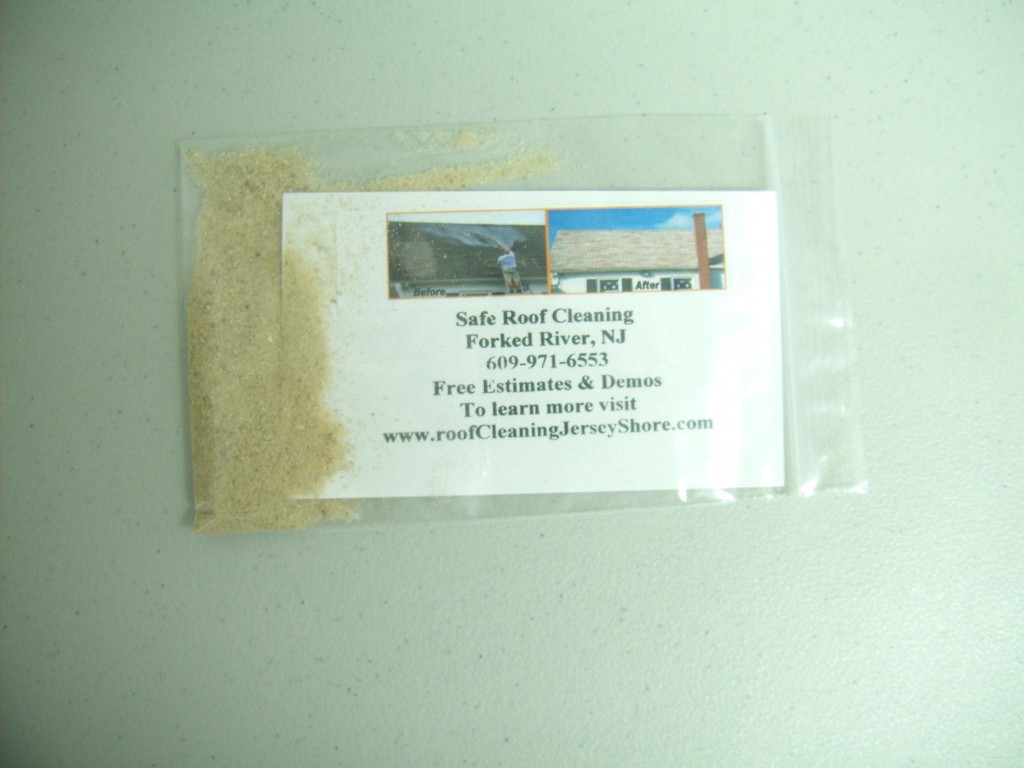 Before After
Safe Roof Cleaning
Forked River, NJ
609-971-6553
Free Estimates & Demos
To learn more visit
www.roofCleaningJerseyShore.com